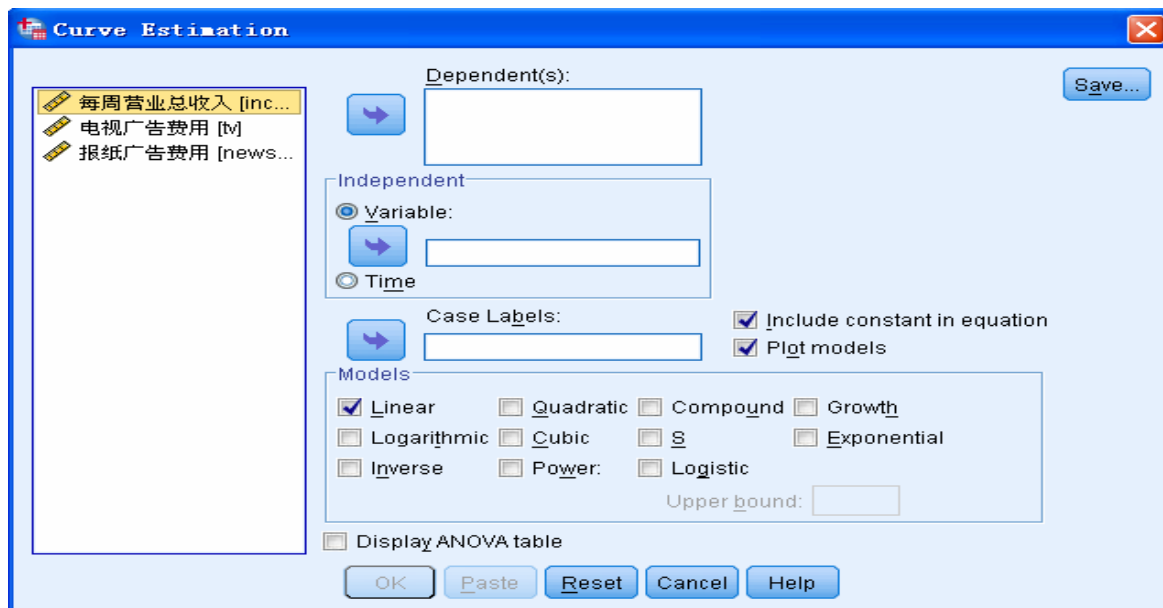 Curve Estimation
每周营业总收入 [inc...
电视广告费用 [tv]
报纸广告费用 [news...
Dependent(s):
Save...
Independent
Variable:
Time
Case Labels:
Include constant in equation
Plot models
Models
Linear Quadratic Compound Growth
Logarithmic Cubic S Exponential
Inverse Power: Logistic
Upper bound:
Display ANOVA table
OK Paste Reset Cancel Help